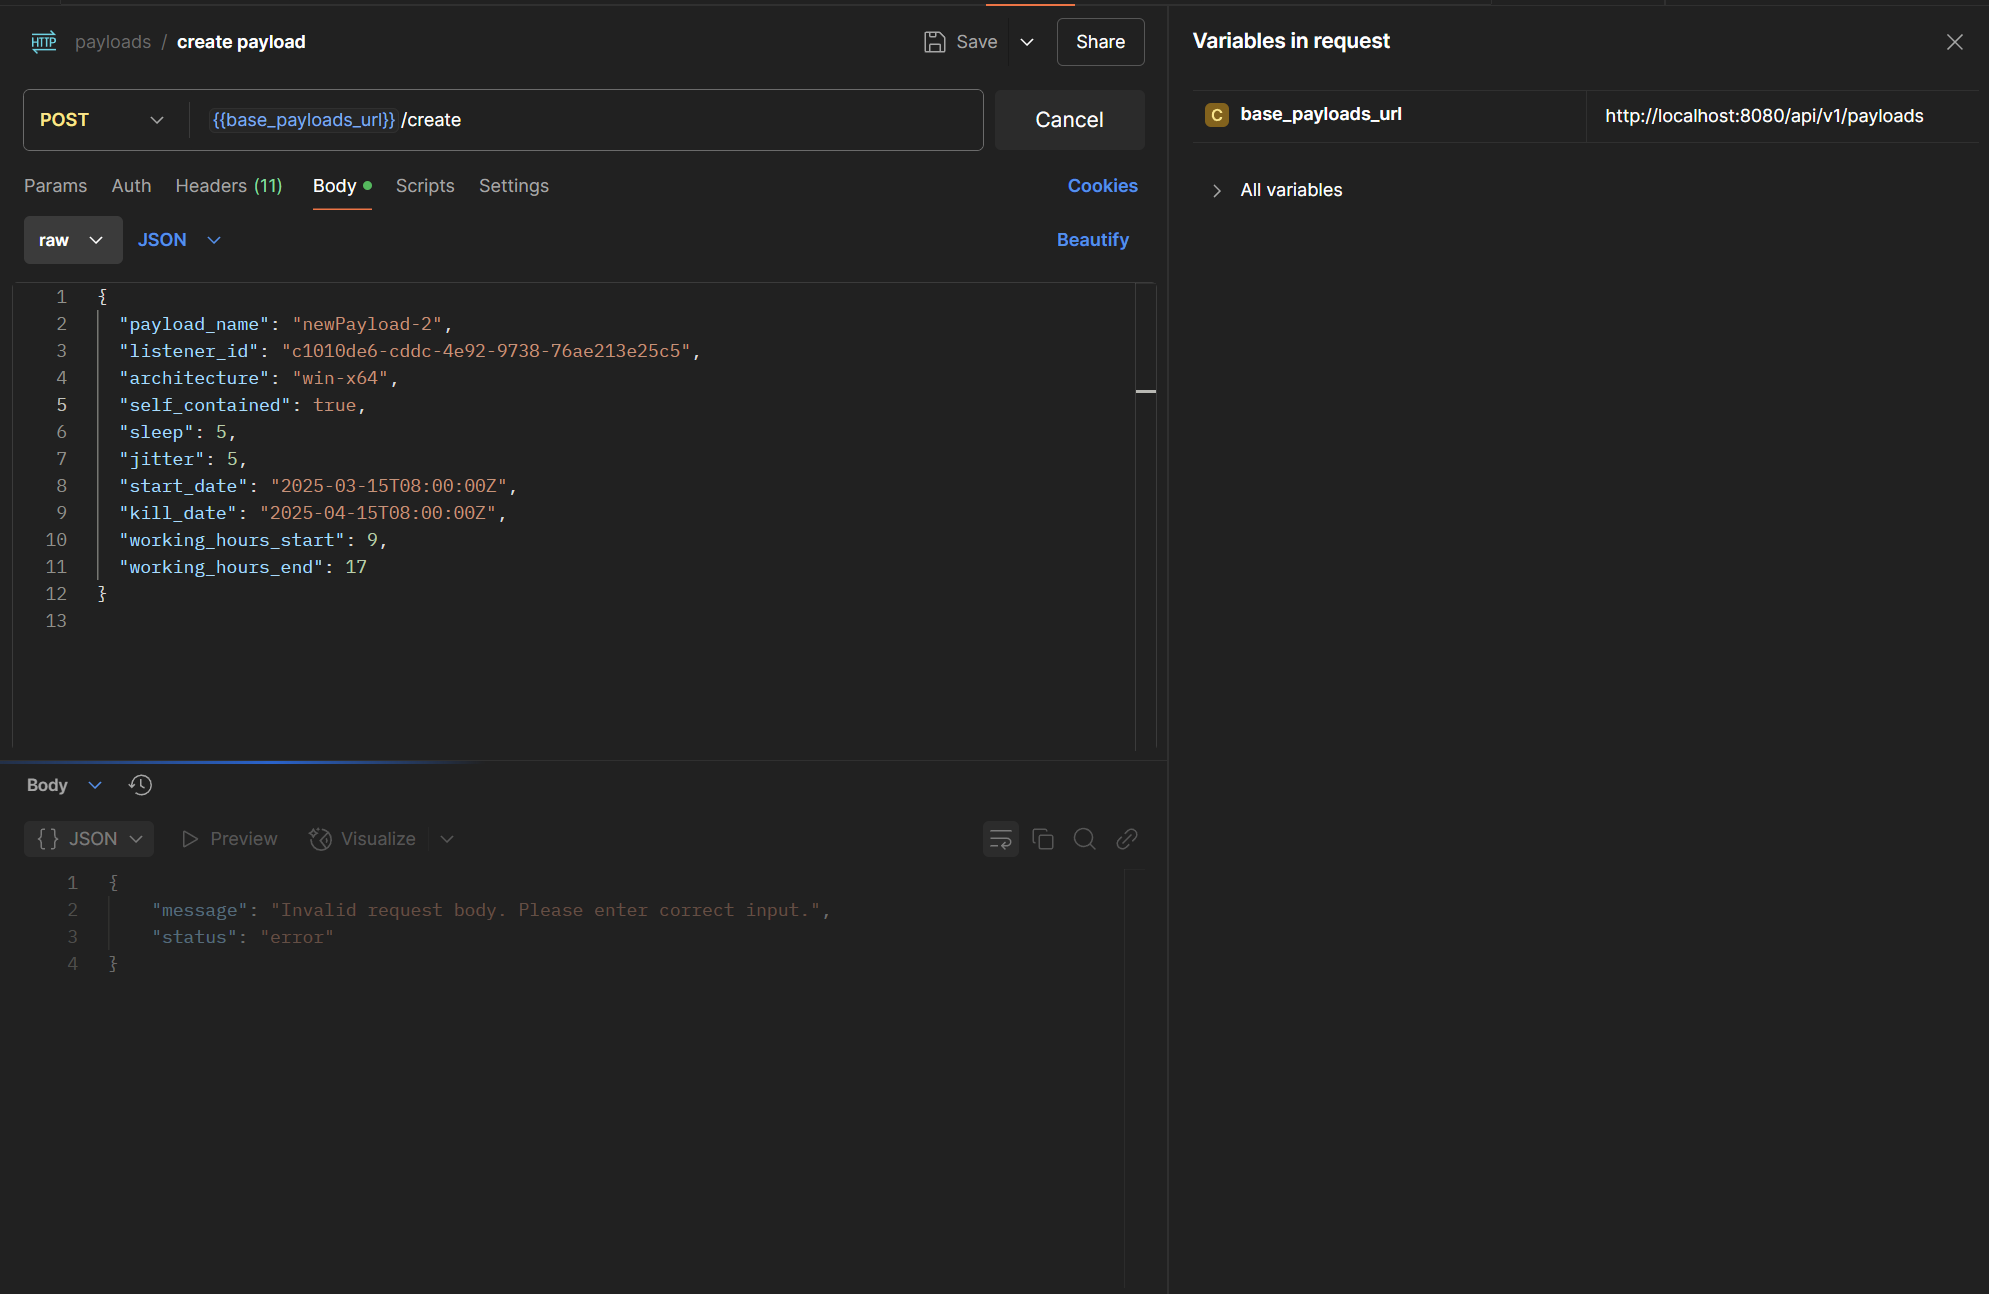 HTTP payloads / create payload
Save
Share
POST
{{base_payloads_url}} /create
Cancel
Params Auth Headers (11) Body Scripts Settings
Cookies
raw JSON
Beautify
1 {
2 "payload_name": "newPayload-2",
3 "listener_id": "c1010de6-cddc-4e92-9738-76ae213e25c5",
4 "architecture": "win-x64",
5 "self_contained": true,
6 "sleep": 5,
7 "jitter": 5,
8 "start_date": "2025-03-15T08:00:00Z",
9 "kill_date": "2025-04-15T08:00:00Z",
10 "working_hours_start": 9,
11 "working_hours_end": 17
12 }
13
Body
{} JSON Preview Visualize
1 {
2 "message": "Invalid request body. Please enter correct input.",
3 "status": "error"
4 }
Variables in request
C base_payloads_url http://localhost:8080/api/v1/payloads
All variables